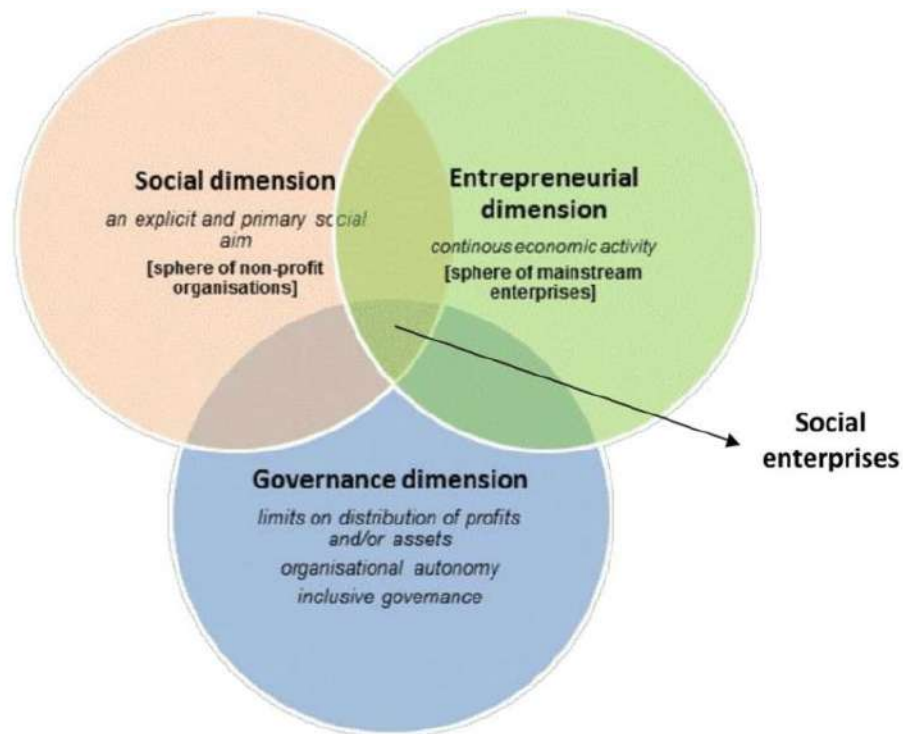 Social dimension
an explicit and primary social
aim
[sphere of non-profit
organisations]
Entrepreneurial
dimension
continous economic activity
[sphere of mainstream
enterprises]
Social
enterprises
Governance dimension
limits on distribution of profits
and/or assets
organisational autonomy
inclusive governance